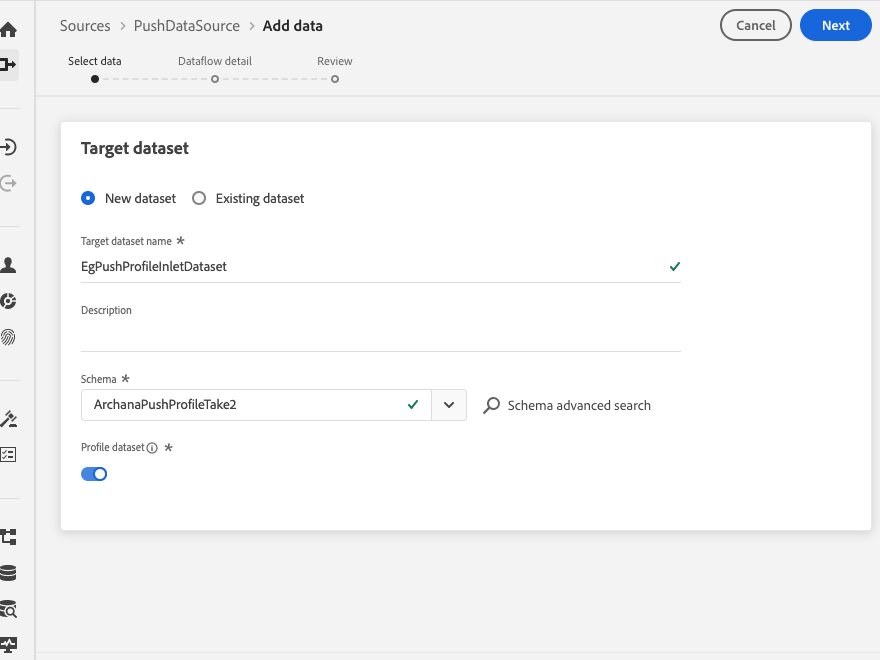 Sources > PushDataSource > Add data
Cancel
Next
Select data
Dataflow detail
Review
Target dataset
New dataset
Existing dataset
Target dataset name *
EgPushProfileInletDataset
Description
Schema *
ArchanaPushProfileTake2
Schema advanced search
Profile dataset *